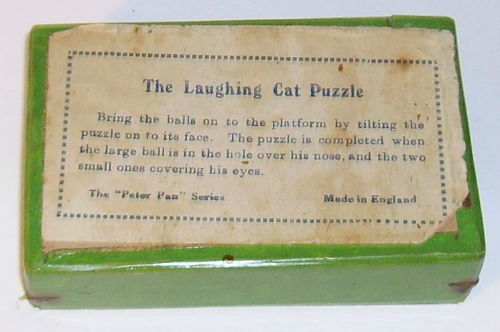 The Laughing Cat Puzzle
Bring the balls on to the platform by tilting the
puzzle on to its face. The puzzle is completed when
the large ball is in the hole over his nose, and the two
small ones covering his eyes.
The "Peter Pan" Series Made in England